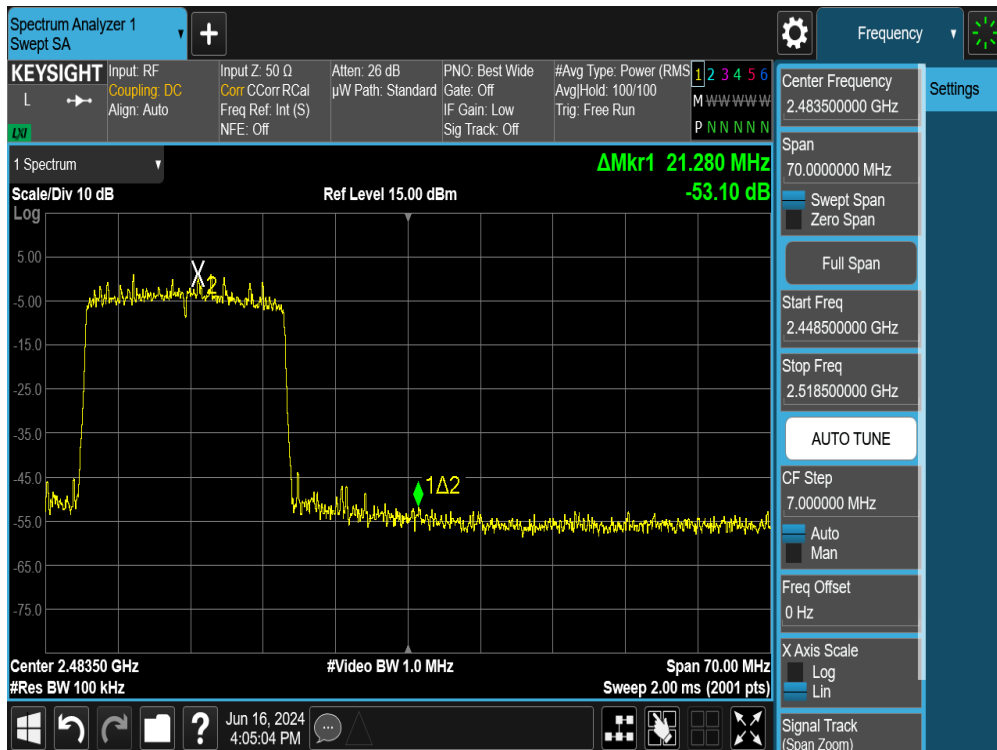 Spectrum Analyzer 1
Swept SA
+
Frequency
KEYSIGHT
L
LXI
Input: RF
Coupling: DC
Align: Auto
Input Z: 50 Ω
Corr CCorr RCal
Freq Ref: Int (S)
NFE: Off
Atten: 26 dB
µW Path: Standard
PNO: Best Wide
Gate: Off
IF Gain: Low
Sig Track: Off
#Avg Type: Power (RMS
Avg|Hold: 100/100
Trig: Free Run
1 2 3 4 5 6
M W W W W W
P N N N N N
1 Spectrum
ΔMkr1 21.280 MHz
-53.10 dB
Scale/Div 10 dB
Ref Level 15.00 dBm
Log
5.00
-5.00
-15.0
-25.0
-35.0
-45.0
-55.0
-65.0
-75.0
X2
1Δ2
Center 2.48350 GHz
#Video BW 1.0 MHz
Span 70.00 MHz
#Res BW 100 kHz
Sweep 2.00 ms (2001 pts)
Center Frequency
2.483500000 GHz
Settings
Span
70.0000000 MHz
Swept Span
Zero Span
Full Span
Start Freq
2.448500000 GHz
Stop Freq
2.518500000 GHz
AUTO TUNE
CF Step
7.000000 MHz
Auto
Man
Freq Offset
0 Hz
X Axis Scale
Log
Lin
Signal Track
(Span Zoom)
?
Jun 16, 2024
4:05:04 PM